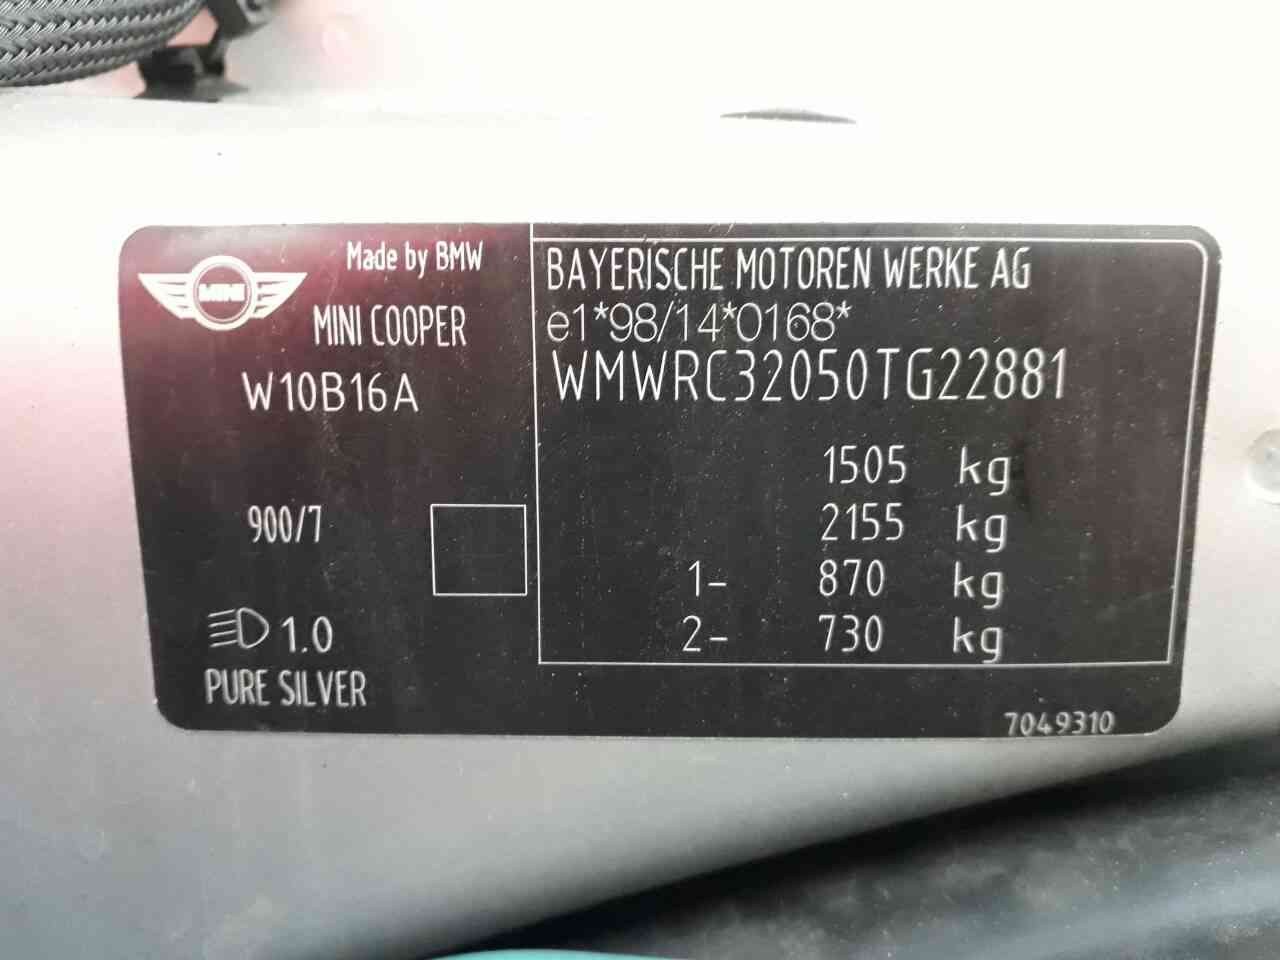 Made by BMW
MINI
MINI COOPER
W10B16A
900/7
1.0
PURE SILVER
BAYERISCHE MOTOREN WERKE AG
e1*98/14*0168*
WMWRC32050TG22881
1505 kg
2155 kg
1- 870 kg
2- 730 kg
7049310